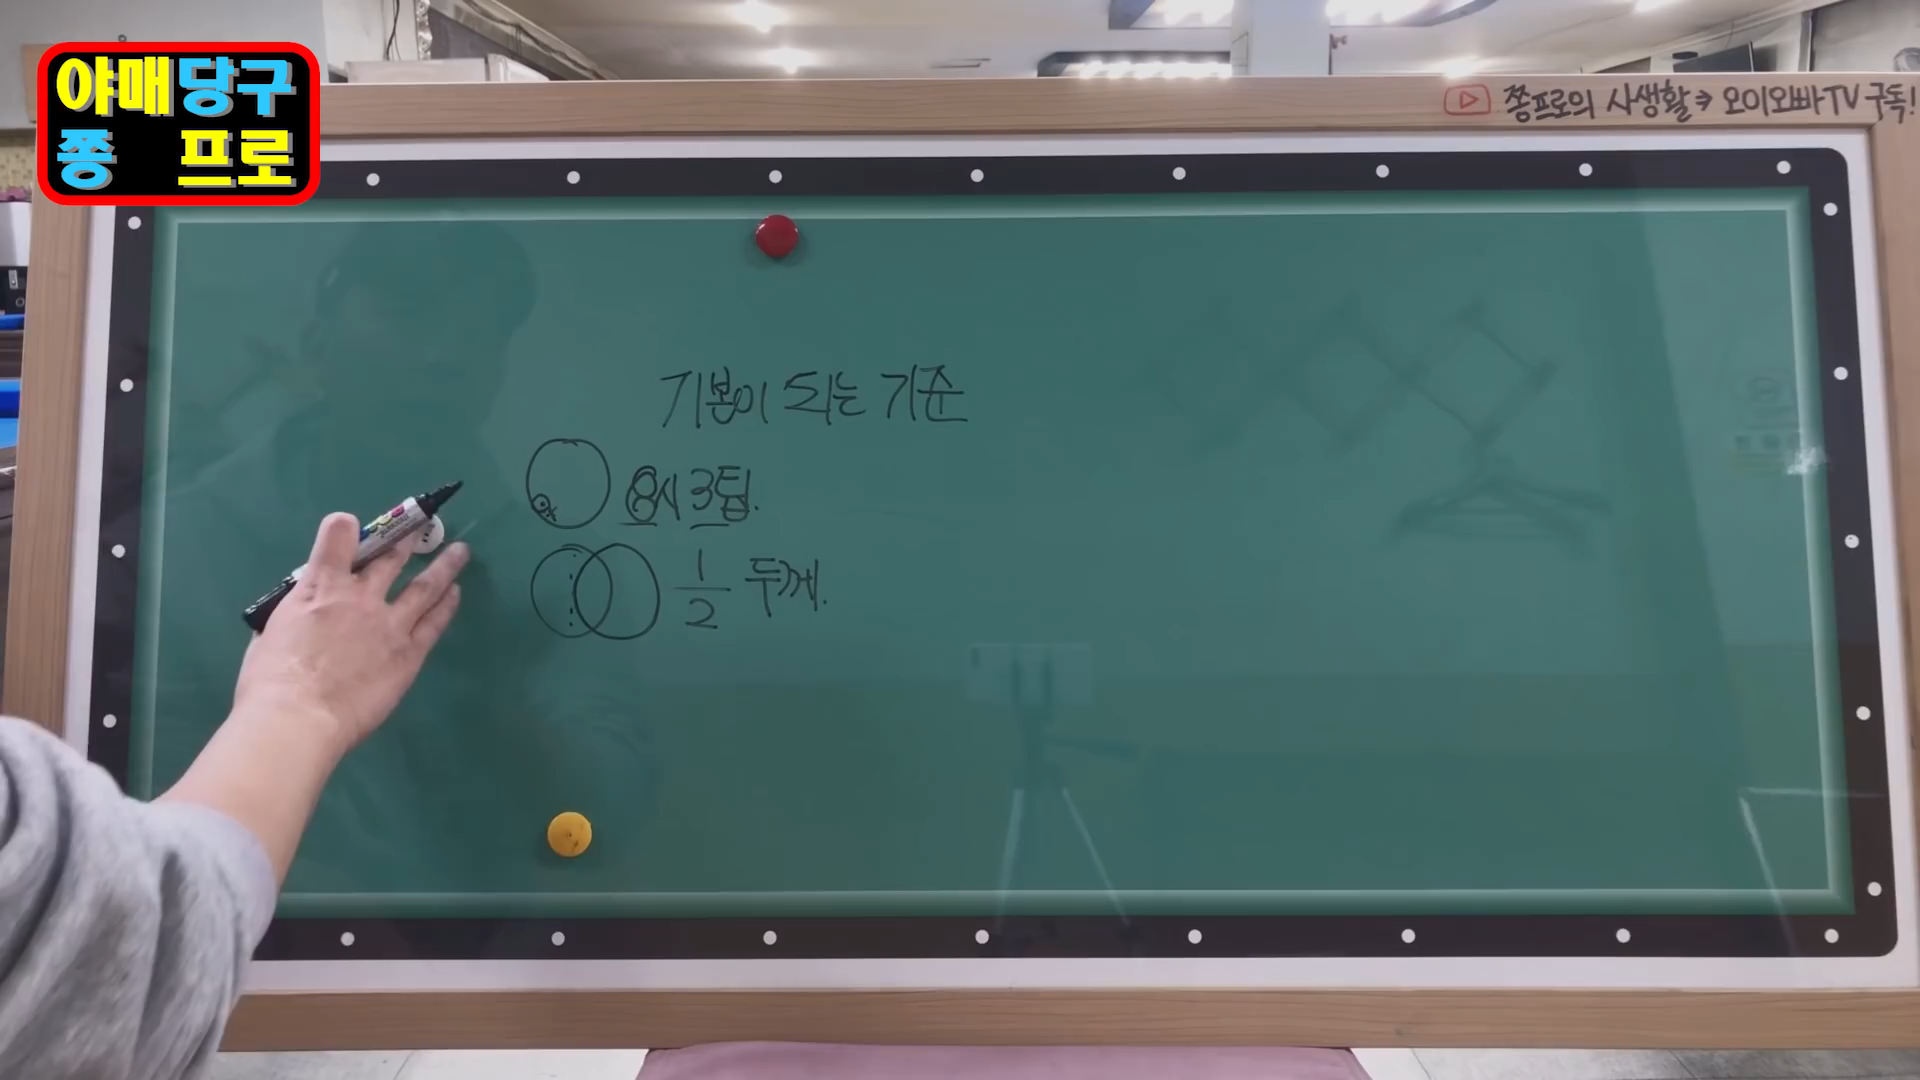 야매당구
쫑 프로
쫑프로의 사생활→ 오이오빠TV 구독!
기본이 되는 기준
8시 3팁.
1/2 두께.